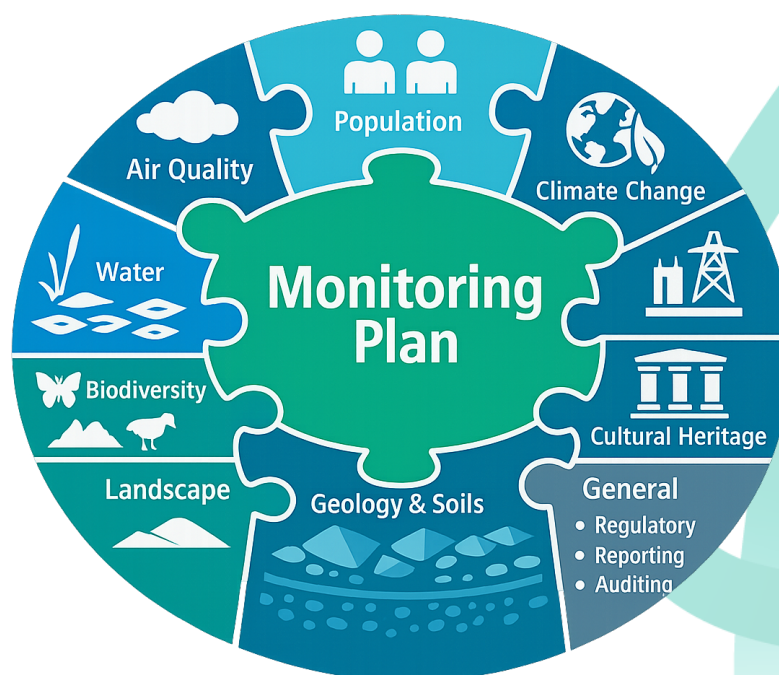 Population
Air Quality
Climate Change
Water
Monitoring
Plan
Biodiversity
Cultural Heritage
Landscape
Geology & Soils
General
• Regulatory
• Reporting
• Auditing